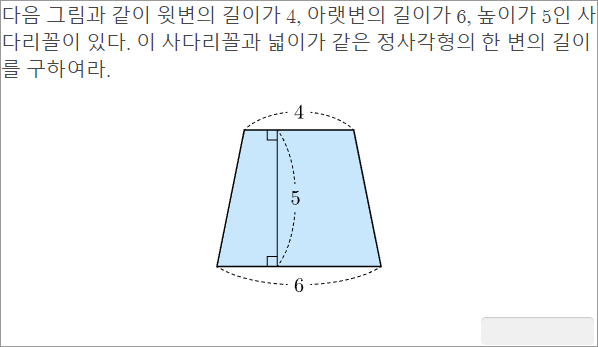 다음 그림과 같이 윗변의 길이가 4, 아랫변의 길이가 6, 높이가 5인 사
다리꼴이 있다. 이 사다리꼴과 넓이가 같은 정사각형의 한 변의 길이
를 구하여라.
4
5
6